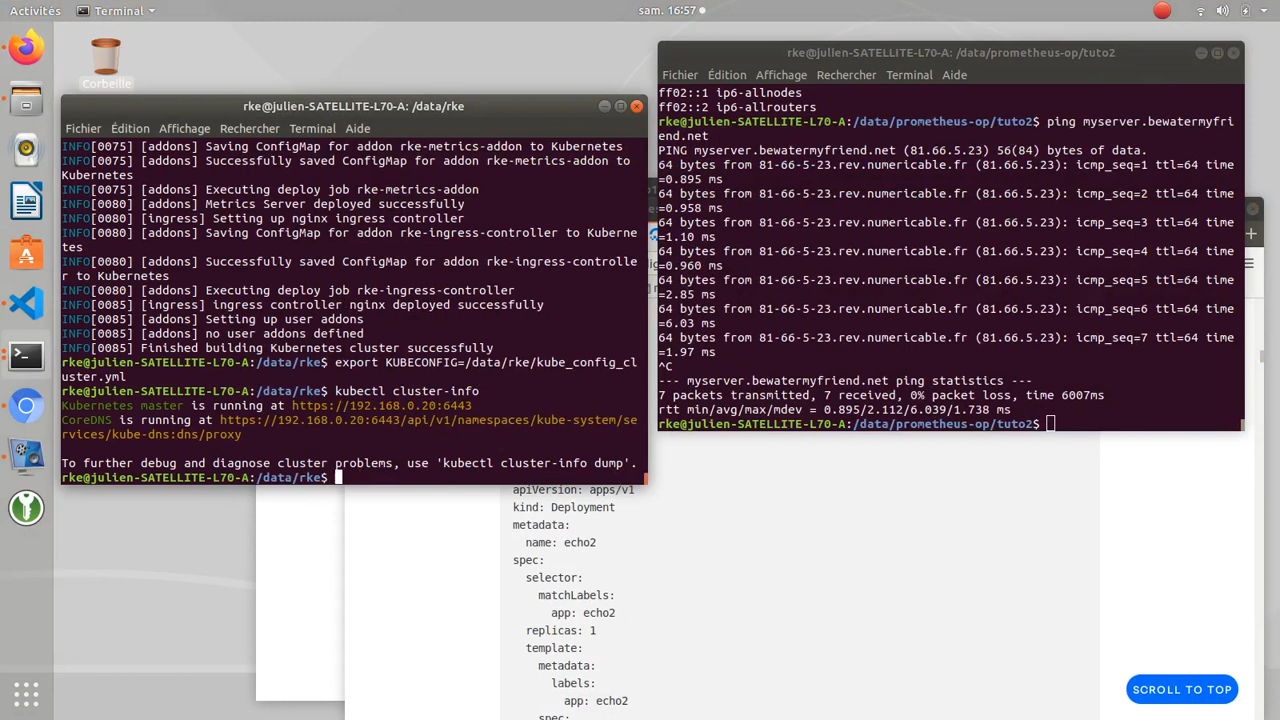 Activités
Terminal
sam. 16:57
Corbeille
rke@julien-SATELLITE-L70-A: /data/rke
Fichier Édition Affichage Rechercher Terminal Aide
INFO[0075] [addons] Saving ConfigMap for addon rke-metrics-addon to Kubernetes
INFO[0075] [addons] Successfully saved ConfigMap for addon rke-metrics-addon to
Kubernetes
INFO[0075] [addons] Executing deploy job rke-metrics-addon
INFO[0080] [addons] Metrics Server deployed successfully
INFO[0080] [ingress] Setting up nginx ingress controller
INFO[0080] [addons] Saving ConfigMap for addon rke-ingress-controller to Kuberne
tes
INFO[0080] [addons] Successfully saved ConfigMap for addon rke-ingress-controlle
r to Kubernetes
INFO[0080] [addons] Executing deploy job rke-ingress-controller
INFO[0085] [ingress] ingress controller nginx deployed successfully
INFO[0085] [addons] Setting up user addons
INFO[0085] [addons] no user addons defined
INFO[0085] Finished building Kubernetes cluster successfully
rke@julien-SATELLITE-L70-A:/data/rke$ export KUBECONFIG=/data/rke/kube_config_cl
uster.yml
rke@julien-SATELLITE-L70-A:/data/rke$ kubectl cluster-info
Kubernetes master is running at https://192.168.0.20:6443
CoreDNS is running at https://192.168.0.20:6443/api/v1/namespaces/kube-system/se
rvices/kube-dns:dns/proxy
To further debug and diagnose cluster problems, use 'kubectl cluster-info dump'.
rke@julien-SATELLITE-L70-A:/data/rke$
rke@julien-SATELLITE-L70-A: /data/prometheus-op/tuto2
Fichier Édition Affichage Rechercher Terminal Aide
ff02::1 ip6-allnodes
ff02::2 ip6-allrouters
rke@julien-SATELLITE-L70-A:/data/prometheus-op/tuto2$ ping myserver.bewatermyfri
end.net
PING myserver.bewatermyfriend.net (81.66.5.23) 56(84) bytes of data.
64 bytes from 81-66-5-23.rev.numericable.fr (81.66.5.23): icmp_seq=1 ttl=64 time
=0.895 ms
64 bytes from 81-66-5-23.rev.numericable.fr (81.66.5.23): icmp_seq=2 ttl=64 time
=0.958 ms
64 bytes from 81-66-5-23.rev.numericable.fr (81.66.5.23): icmp_seq=3 ttl=64 time
=1.10 ms
64 bytes from 81-66-5-23.rev.numericable.fr (81.66.5.23): icmp_seq=4 ttl=64 time
=0.960 ms
64 bytes from 81-66-5-23.rev.numericable.fr (81.66.5.23): icmp_seq=5 ttl=64 time
=2.85 ms
64 bytes from 81-66-5-23.rev.numericable.fr (81.66.5.23): icmp_seq=6 ttl=64 time
=6.03 ms
64 bytes from 81-66-5-23.rev.numericable.fr (81.66.5.23): icmp_seq=7 ttl=64 time
=1.97 ms
^C
--- myserver.bewatermyfriend.net ping statistics ---
7 packets transmitted, 7 received, 0% packet loss, time 6007ms
rtt min/avg/max/mdev = 0.895/2.112/6.039/1.738 ms
rke@julien-SATELLITE-L70-A:/data/prometheus-op/tuto2$
apiVersion: apps/v1
kind: Deployment
metadata:
name: echo2
spec:
selector:
matchLabels:
app: echo2
replicas: 1
template:
metadata:
labels:
app: echo2
spec:
SCROLL TO TOP